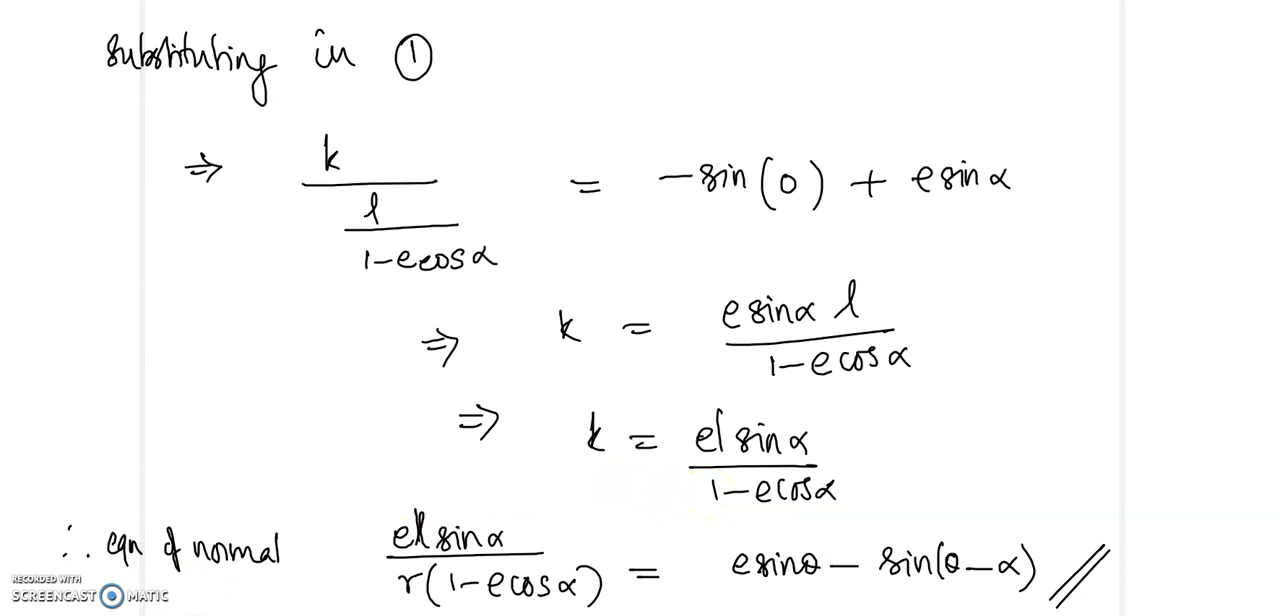 substituting in ①
⇒ k / (l / (1 - e cos α)) = - sin (0) + e sin α
⇒ k = e sin α l / (1 - e cos α)
⇒ k = el sin α / (1 - e cos α)
∴ eqn of normal el sin α / r(1 - e cos α) = e sin θ - sin(θ - α) //
RECORDED WITH
SCREENCAST MATIC